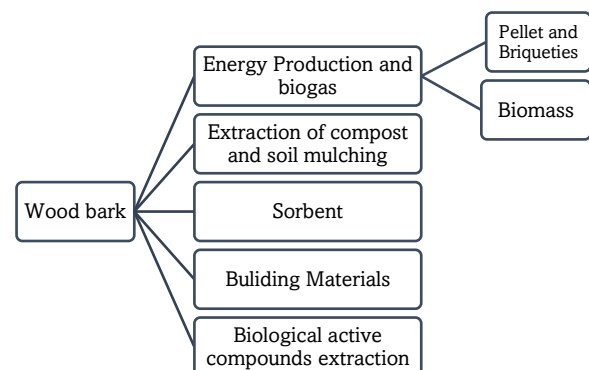 Pellet and
Briqueties
Energy Production and
biogas
Biomass
Extraction of compost
and soil mulching
Wood bark
Sorbent
Buliding Materials
Biological active
compounds extraction